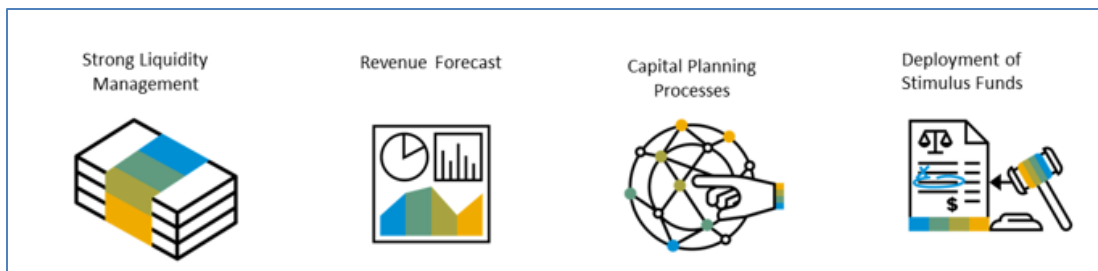 Strong Liquidity
Management
Revenue Forecast
Capital Planning
Processes
Deployment of
Stimulus Funds
$